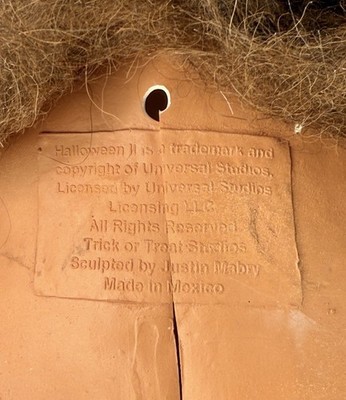 Halloween II is a trademark and
copyright of Universal Studios.
Licensed by Universal Studios
Licensing LLC.
All Rights Reserved.
Trick or Treat Studios
Sculpted by Justin Mabry
Made in Mexico